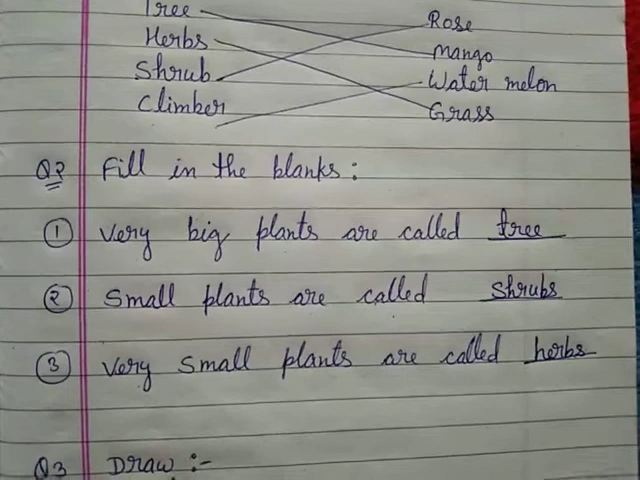 Tree
Rose
Herbs
mango
Shrub
Water melon
Climber
Grass
Q2 Fill in the blanks:
① Very big plants are called tree
② Small plants are called shrubs
③ Very small plants are called herbs
Q3 Draw :-